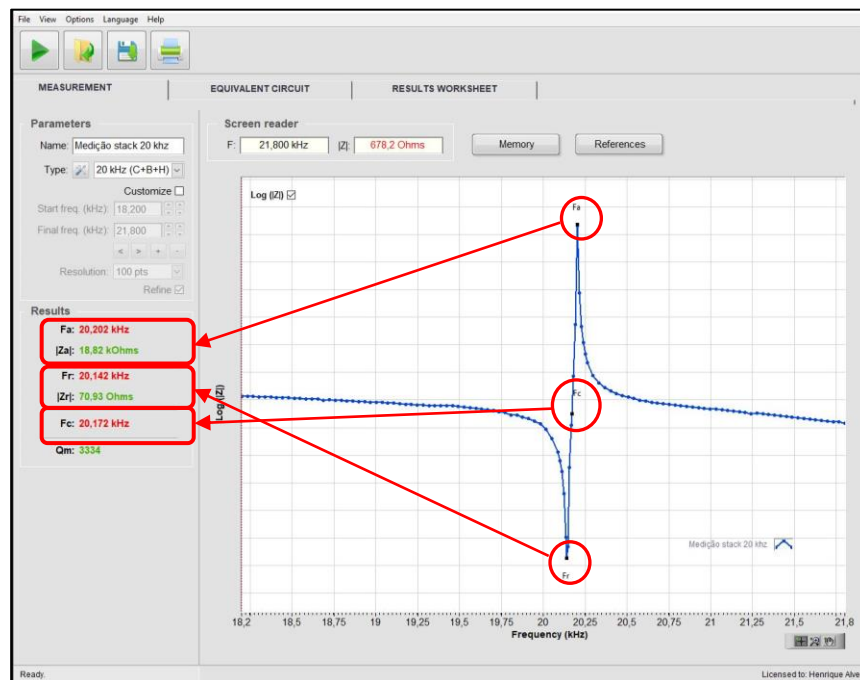 File View Options Language Help
MEASUREMENT EQUIVALENT CIRCUIT RESULTS WORKSHEET
Parameters
Name: Medição stack 20 khz
Type: 20 kHz (C+B+H)
Customize
Start freq. (kHz): 18,200
Final freq. (kHz): 21,800
< > + -
Resolution: 100 pts
Refine
Results
Fa: 20,202 kHz
|Za|: 18,82 kOhms
Fr: 20,142 kHz
|Zr|: 70,93 Ohms
Fc: 20,172 kHz
Qm: 3334
Screen reader
F: 21,800 kHz |Z|: 678,2 Ohms
Memory References
Log (|Z|)
Fa
Fc
Log (|Z|)
Medição stack 20 khz
Fr
18,2 18,5 18,75 19 19,25 19,5 19,75 20 20,25 20,5 20,75 21 21,25 21,5 21,8
Frequency (kHz)
Ready. Licensed to: Henrique Alve